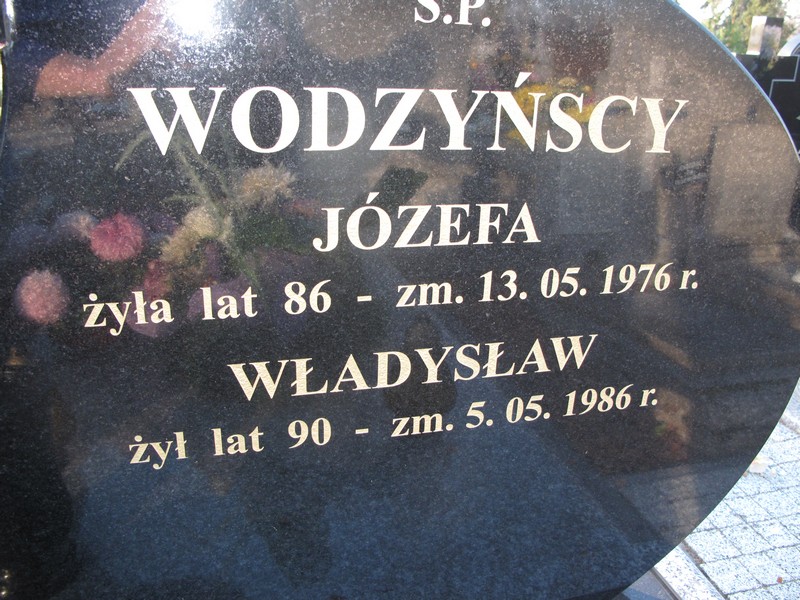 Ś.P.
WODZYŃSCY
JÓZEFA
żyła lat 86 - zm. 13. 05. 1976 r.
WŁADYSŁAW
żył lat 90 - zm. 5. 05. 1986 r.